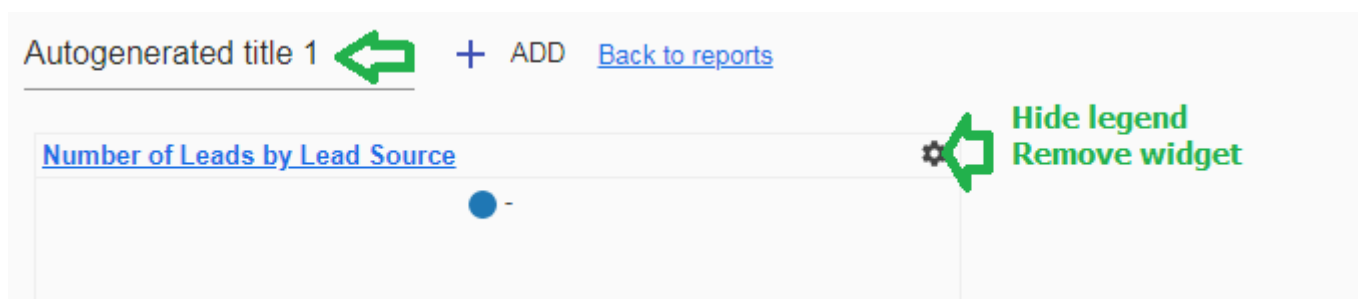 Autogenerated title 1
+ ADD Back to reports
Hide legend
Remove widget
Number of Leads by Lead Source
-